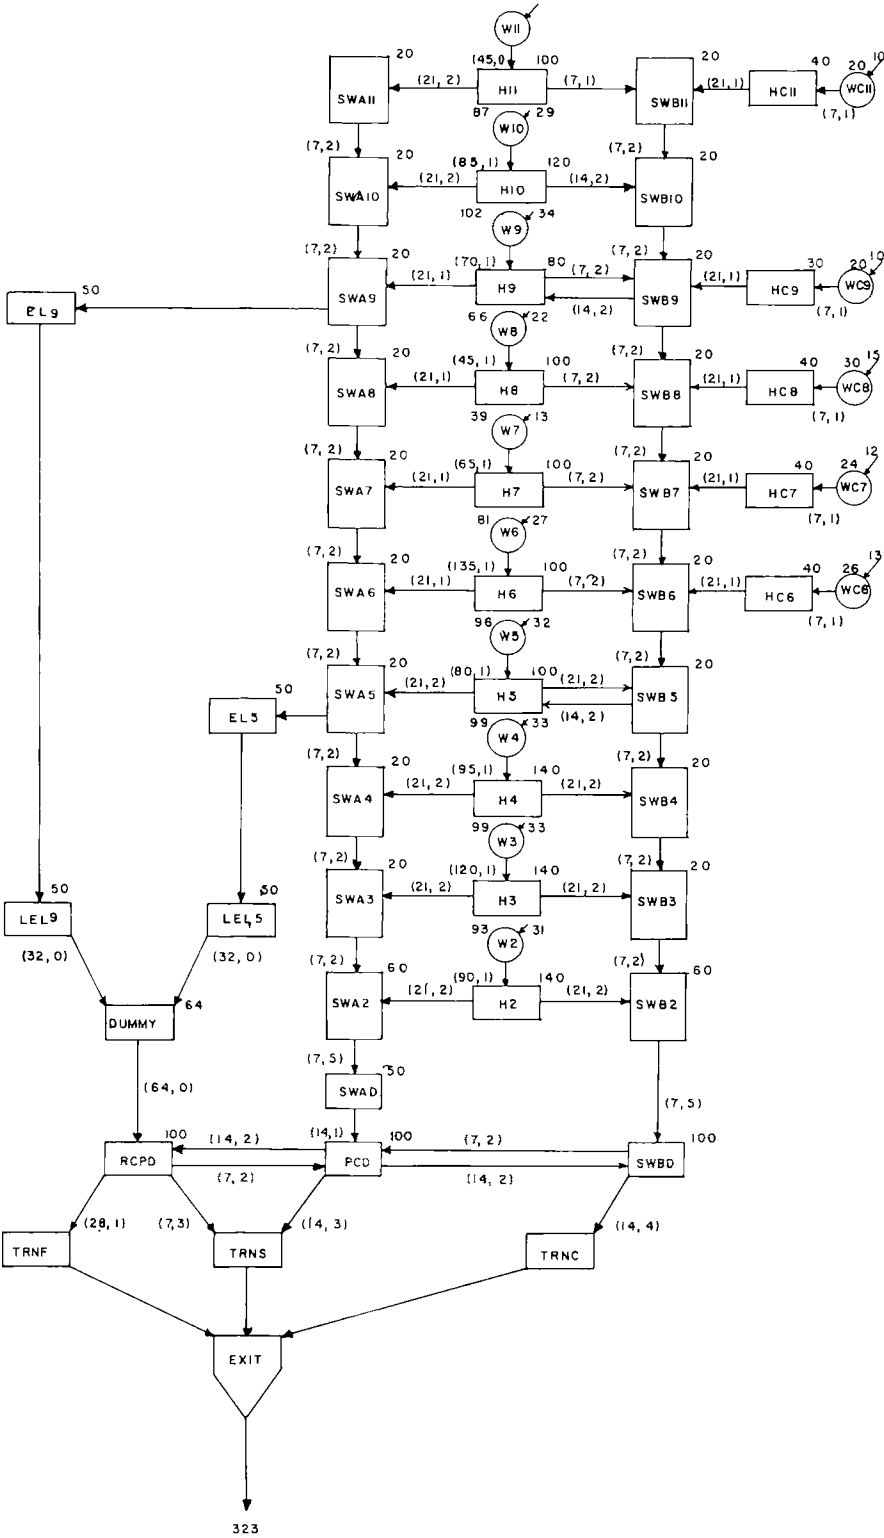 W11
20 (45,0) 100 20 40 20 10
(21,2) (7,1) (21,1)
SWA11 H11 SWB11 HC11 WC11
87 29 (7,1)
W10
(7,2) 20 (85,1) 120 (7,2) 20
(21,2) (14,2)
SWA10 H10 SWB10
102 34
W9
(7,2) 20 (70,1) 80 (7,2) 20 30 20 10
(21,1) (7,2) (21,1)
50 SWA9 H9 SWB9 HC9 WC9
EL9 (14,2) (7,1)
66 22
W8
(7,2) 20 (45,1) 100 (7,2) 20 40 30 15
(21,1) (7,2) (21,1)
SWA8 H8 SWB8 HC8 WC8
39 13 (7,1)
W7
(7,2) 20 (65,1) 100 (7,2) 20 40 24 12
(21,1) (7,2) (21,1)
SWA7 H7 SWB7 HC7 WC7
81 27 (7,1)
W6
(7,2) 20 (135,1) 100 (7,2) 20 40 26 13
(21,1) (7,2) (21,1)
SWA6 H6 SWB6 HC6 WC6
96 32 (7,1)
W5
(7,2) 20 (80,1) 100 (7,2) 20
50 (21,2) (21,2)
EL5 SWA5 H5 SWB5
(14,2)
99 33
W4
(7,2) 20 (95,1) 140 (7,2) 20
(21,2) (21,2)
SWA4 H4 SWB4
99 33
W3
(7,2) 20 (120,1) 140 (7,2) 20
50 50 (21,2) (21,2)
LEL9 LEL5 SWA3 H3 SWB3
93 31
W2
(32,0) (32,0) (7,2) 60 (90,1) 140 (7,2) 60
(21,2) (21,2)
64 SWA2 H2 SWB2
DUMMY
(7,5) 50
(64,0) SWAD (7,5)
100 (14,2) (14,1) 100 (7,2) 100
RCPD PCD SWBD
(7,2) (14,2)
(28,1) (7,3) (14,3) (14,4)
TRNF TRNS TRNC
EXIT
323